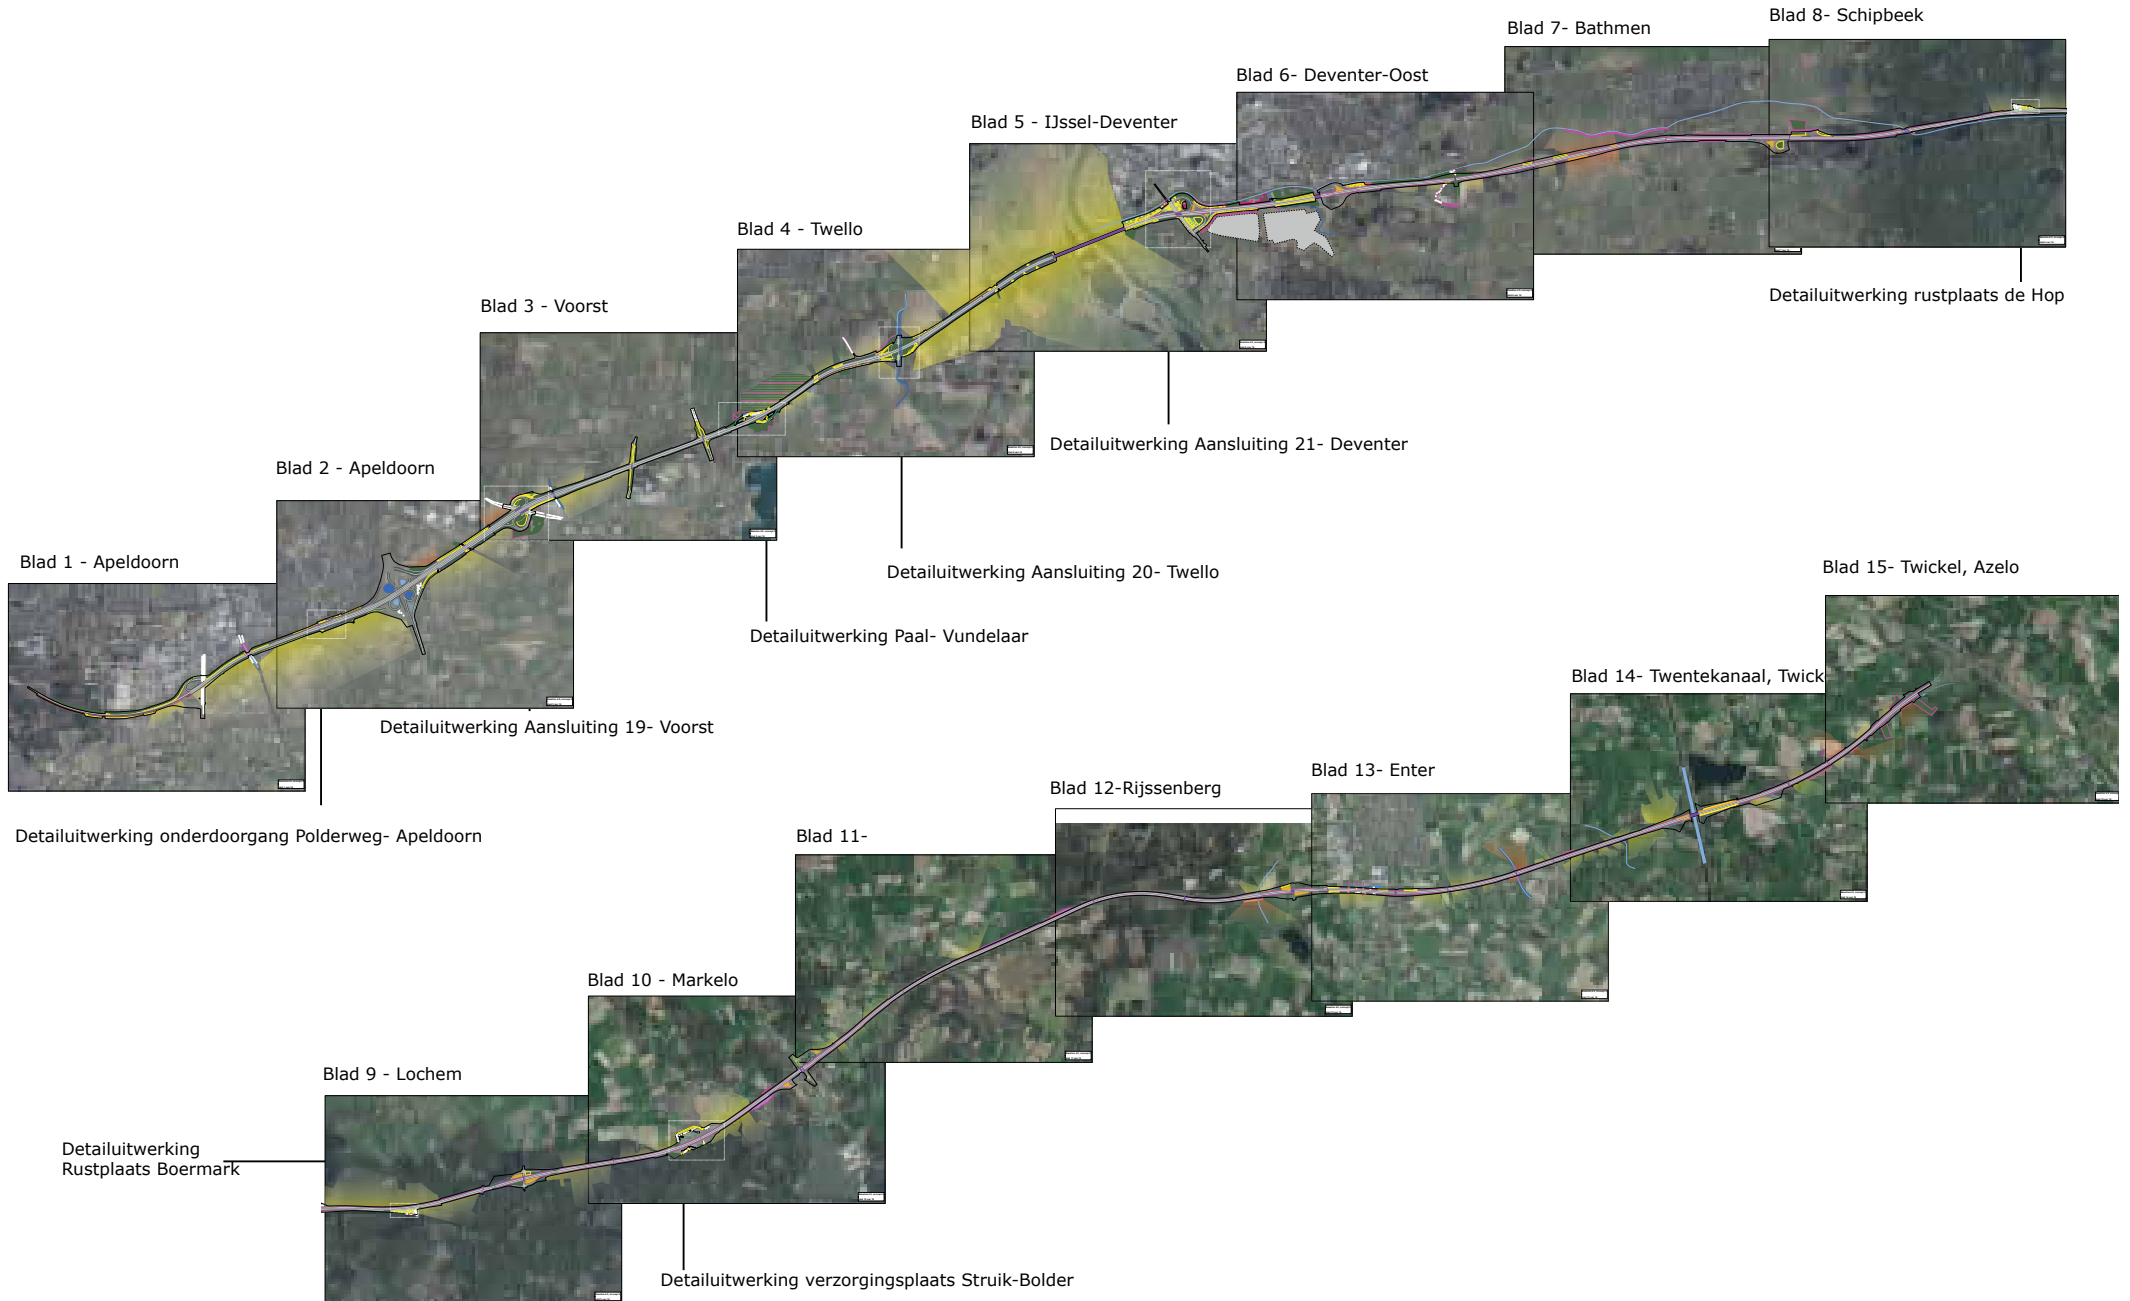 Blad 8- Schipbeek
Blad 7- Bathmen
Blad 6- Deventer-Oost
Blad 5 - IJssel-Deventer
Blad 4 - Twello
Detailuitwerking rustplaats de Hop
Blad 3 - Voorst
Detailuitwerking Aansluiting 21- Deventer
Blad 2 - Apeldoorn
Blad 1 - Apeldoorn
Detailuitwerking Aansluiting 20- Twello
Blad 15- Twickel, Azelo
Detailuitwerking Paal- Vundelaar
Blad 14- Twentekanaal, Twick
Detailuitwerking Aansluiting 19- Voorst
Blad 13- Enter
Blad 12-Rijssenberg
Detailuitwerking onderdoorgang Polderweg- Apeldoorn
Blad 11-
Blad 10 - Markelo
Blad 9 - Lochem
Detailuitwerking
Rustplaats Boermark
Detailuitwerking verzorgingsplaats Struik-Bolder